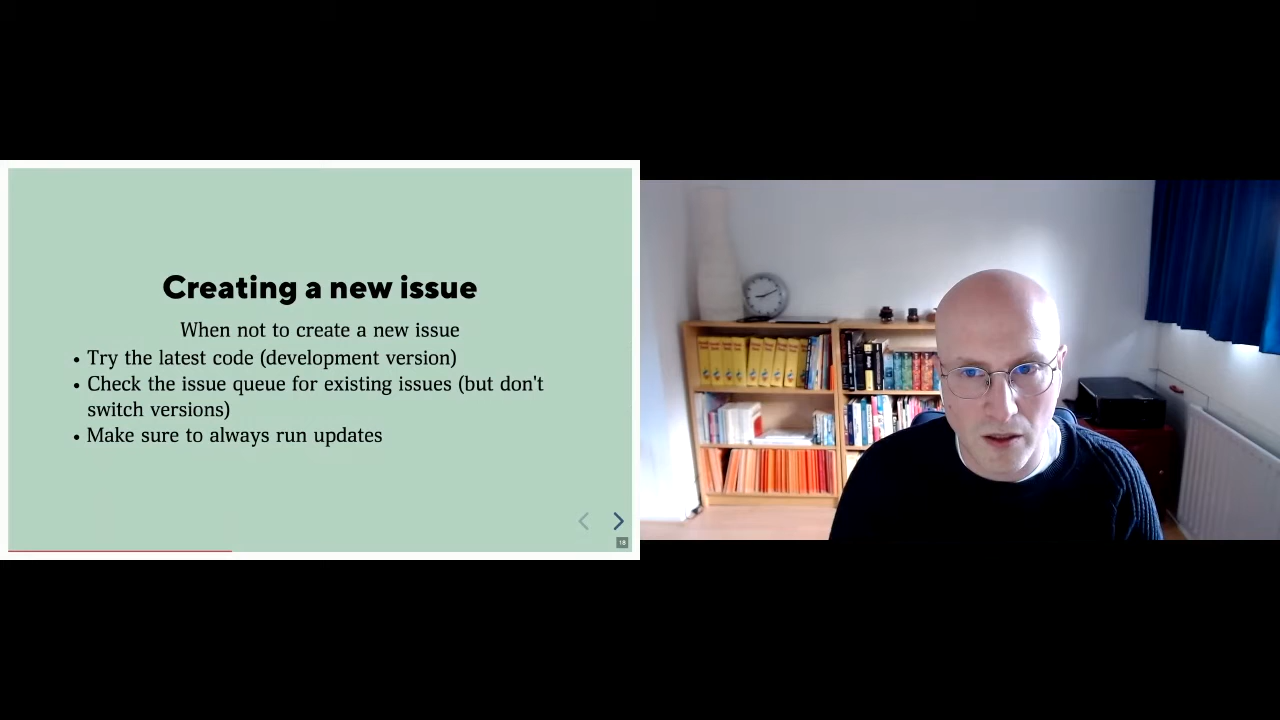 Creating a new issue
When not to create a new issue
• Try the latest code (development version)
• Check the issue queue for existing issues (but don't
switch versions)
• Make sure to always run updates
18